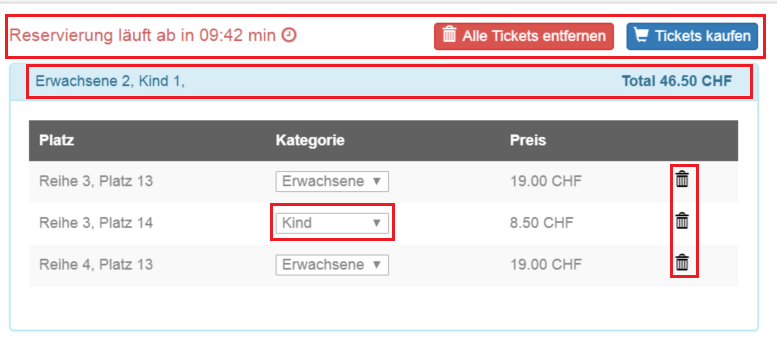 Reservierung läuft ab in 09:42 min Alle Tickets entfernen Tickets kaufen
Erwachsene 2, Kind 1, Total 46.50 CHF
Platz Kategorie Preis
Reihe 3, Platz 13 Erwachsene 19.00 CHF
Reihe 3, Platz 14 Kind 8.50 CHF
Reihe 4, Platz 13 Erwachsene 19.00 CHF